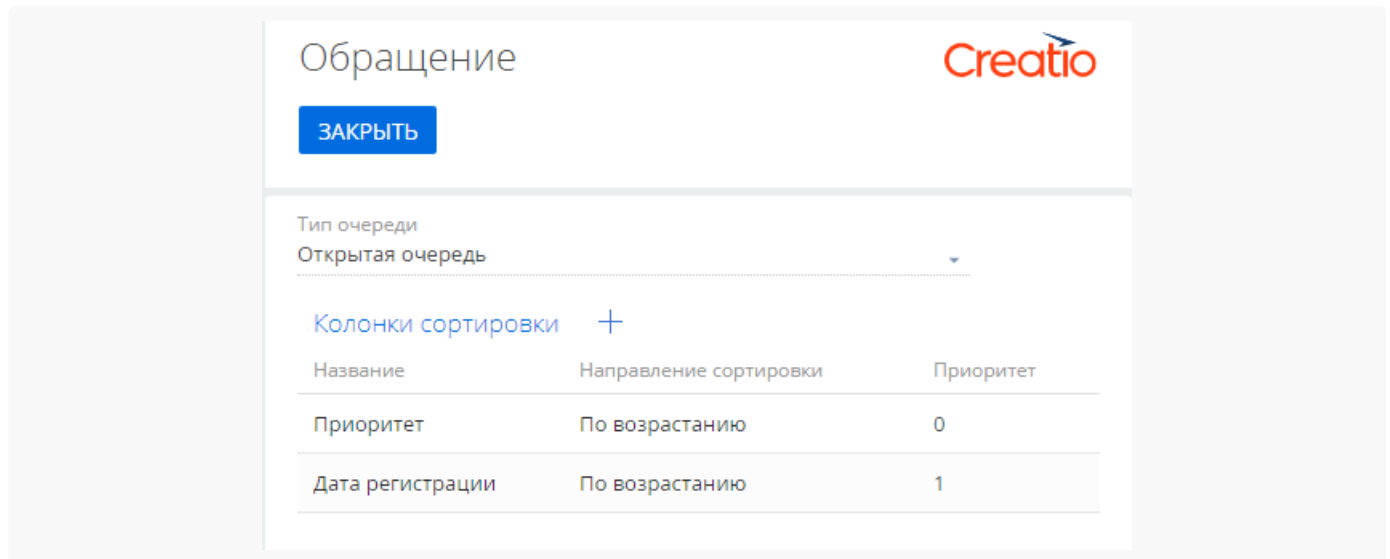 Обращение
Creatio
ЗАКРЫТЬ
Тип очереди
Открытая очередь
Колонки сортировки
Название Направление сортировки Приоритет
Приоритет По возрастанию 0
Дата регистрации По возрастанию 1